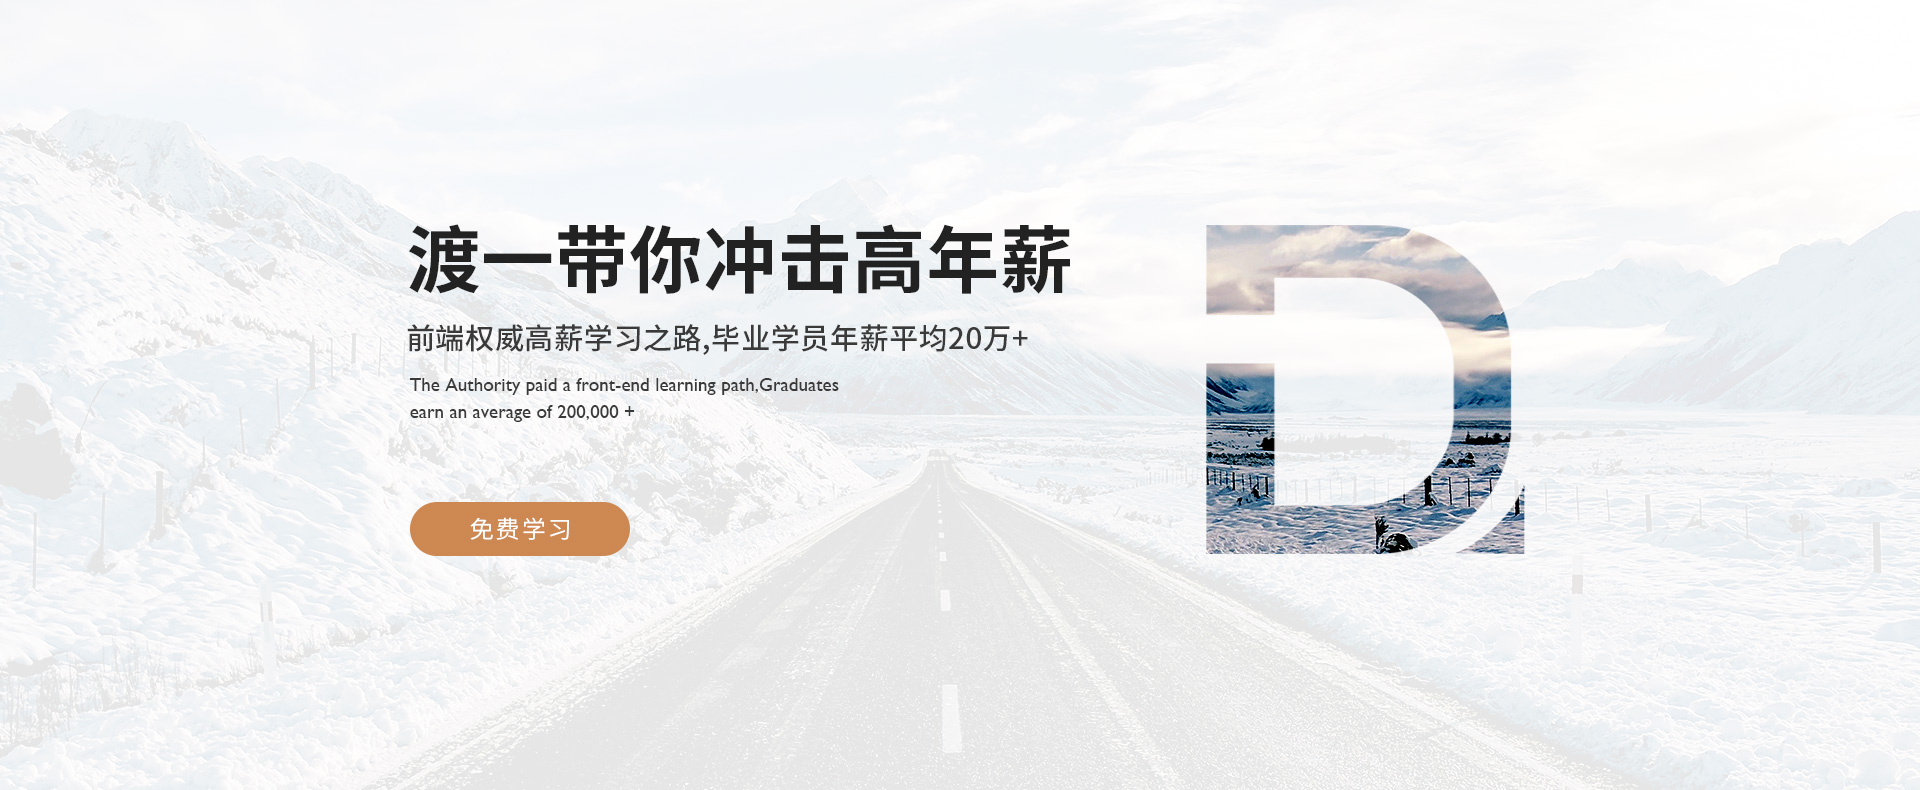 渡一带你冲击高年薪
前端权威高薪学习之路,毕业学员年薪平均20万+
The Authority paid a front-end learning path,Graduates
earn an average of 200,000 +
免费学习